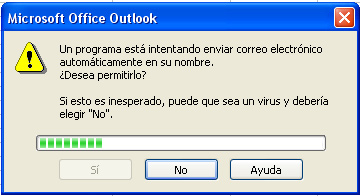 Microsoft Office Outlook
Un programa está intentando enviar correo electrónico
automáticamente en su nombre.
¿Desea permitirlo?
Si esto es inesperado, puede que sea un virus y debería
elegir "No".
Sí
No
Ayuda